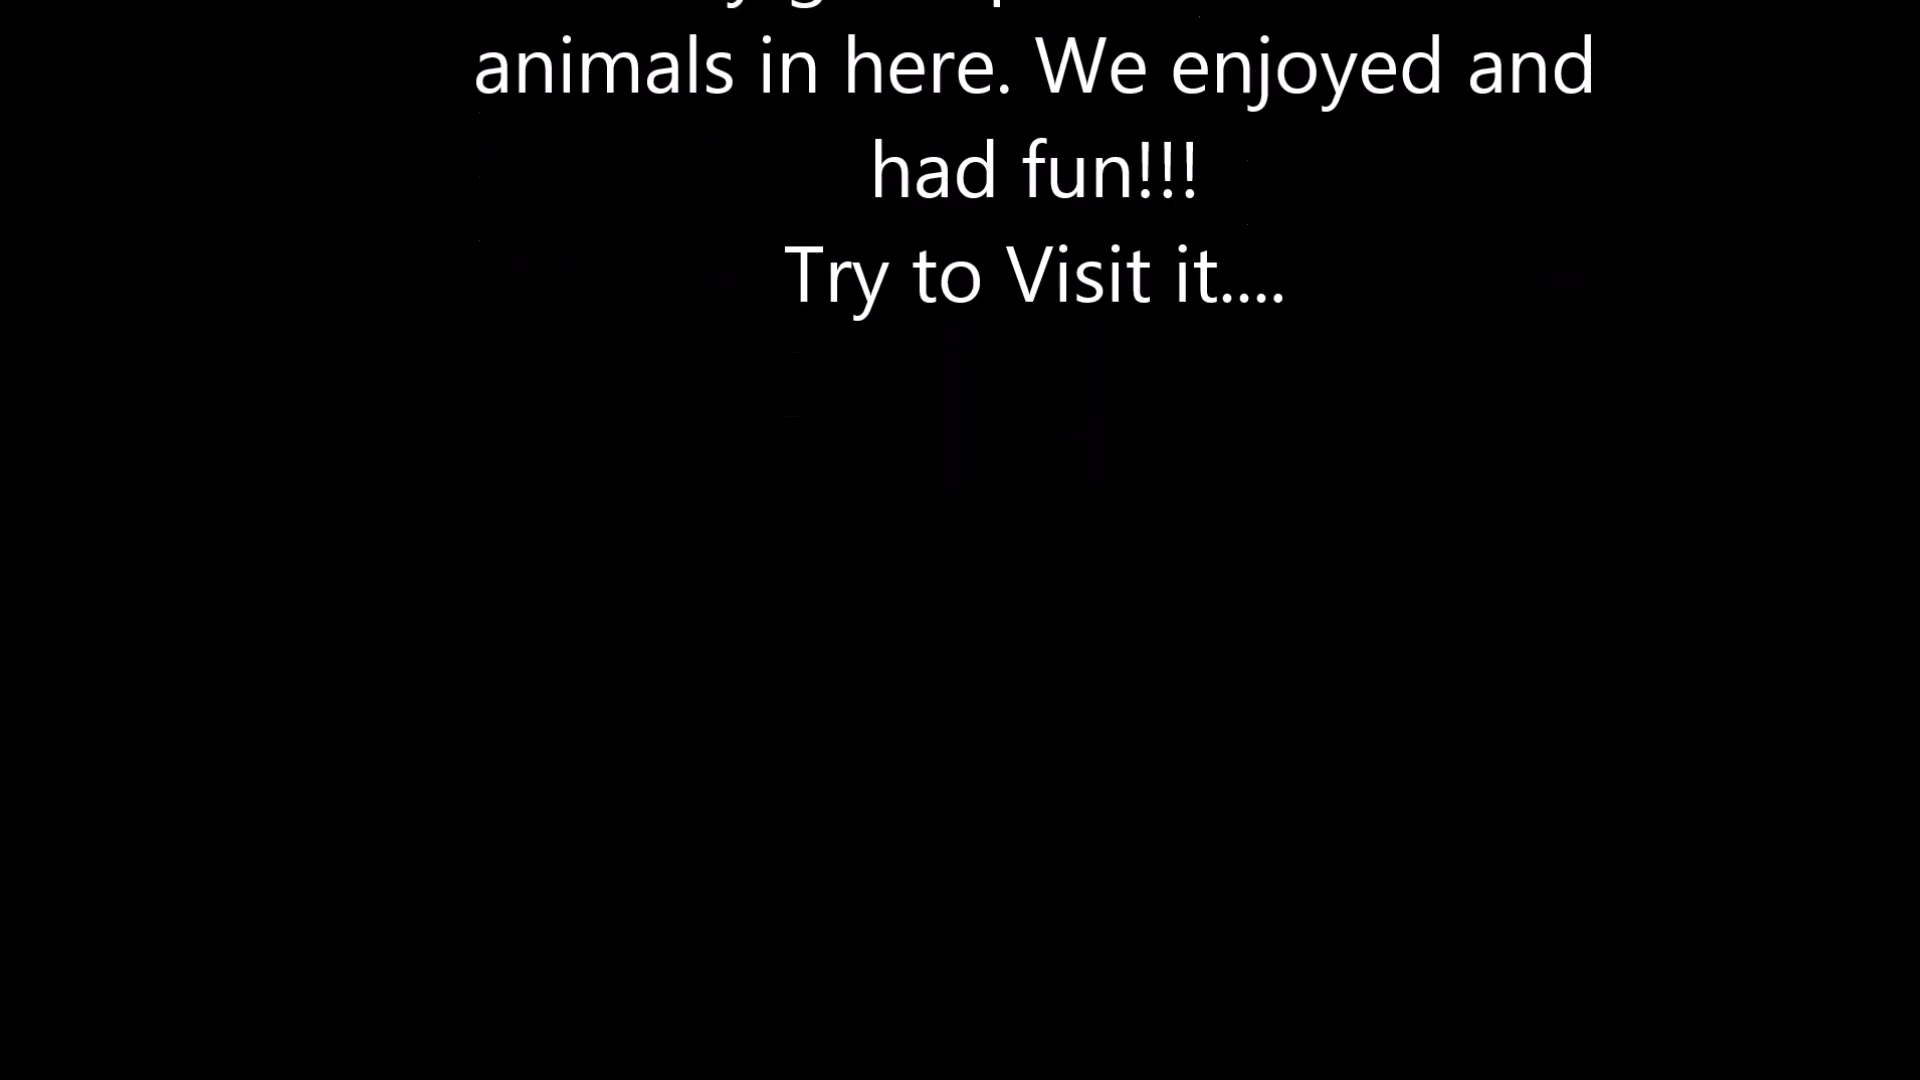 animals in here. We enjoyed and
had fun!!!
Try to Visit it....